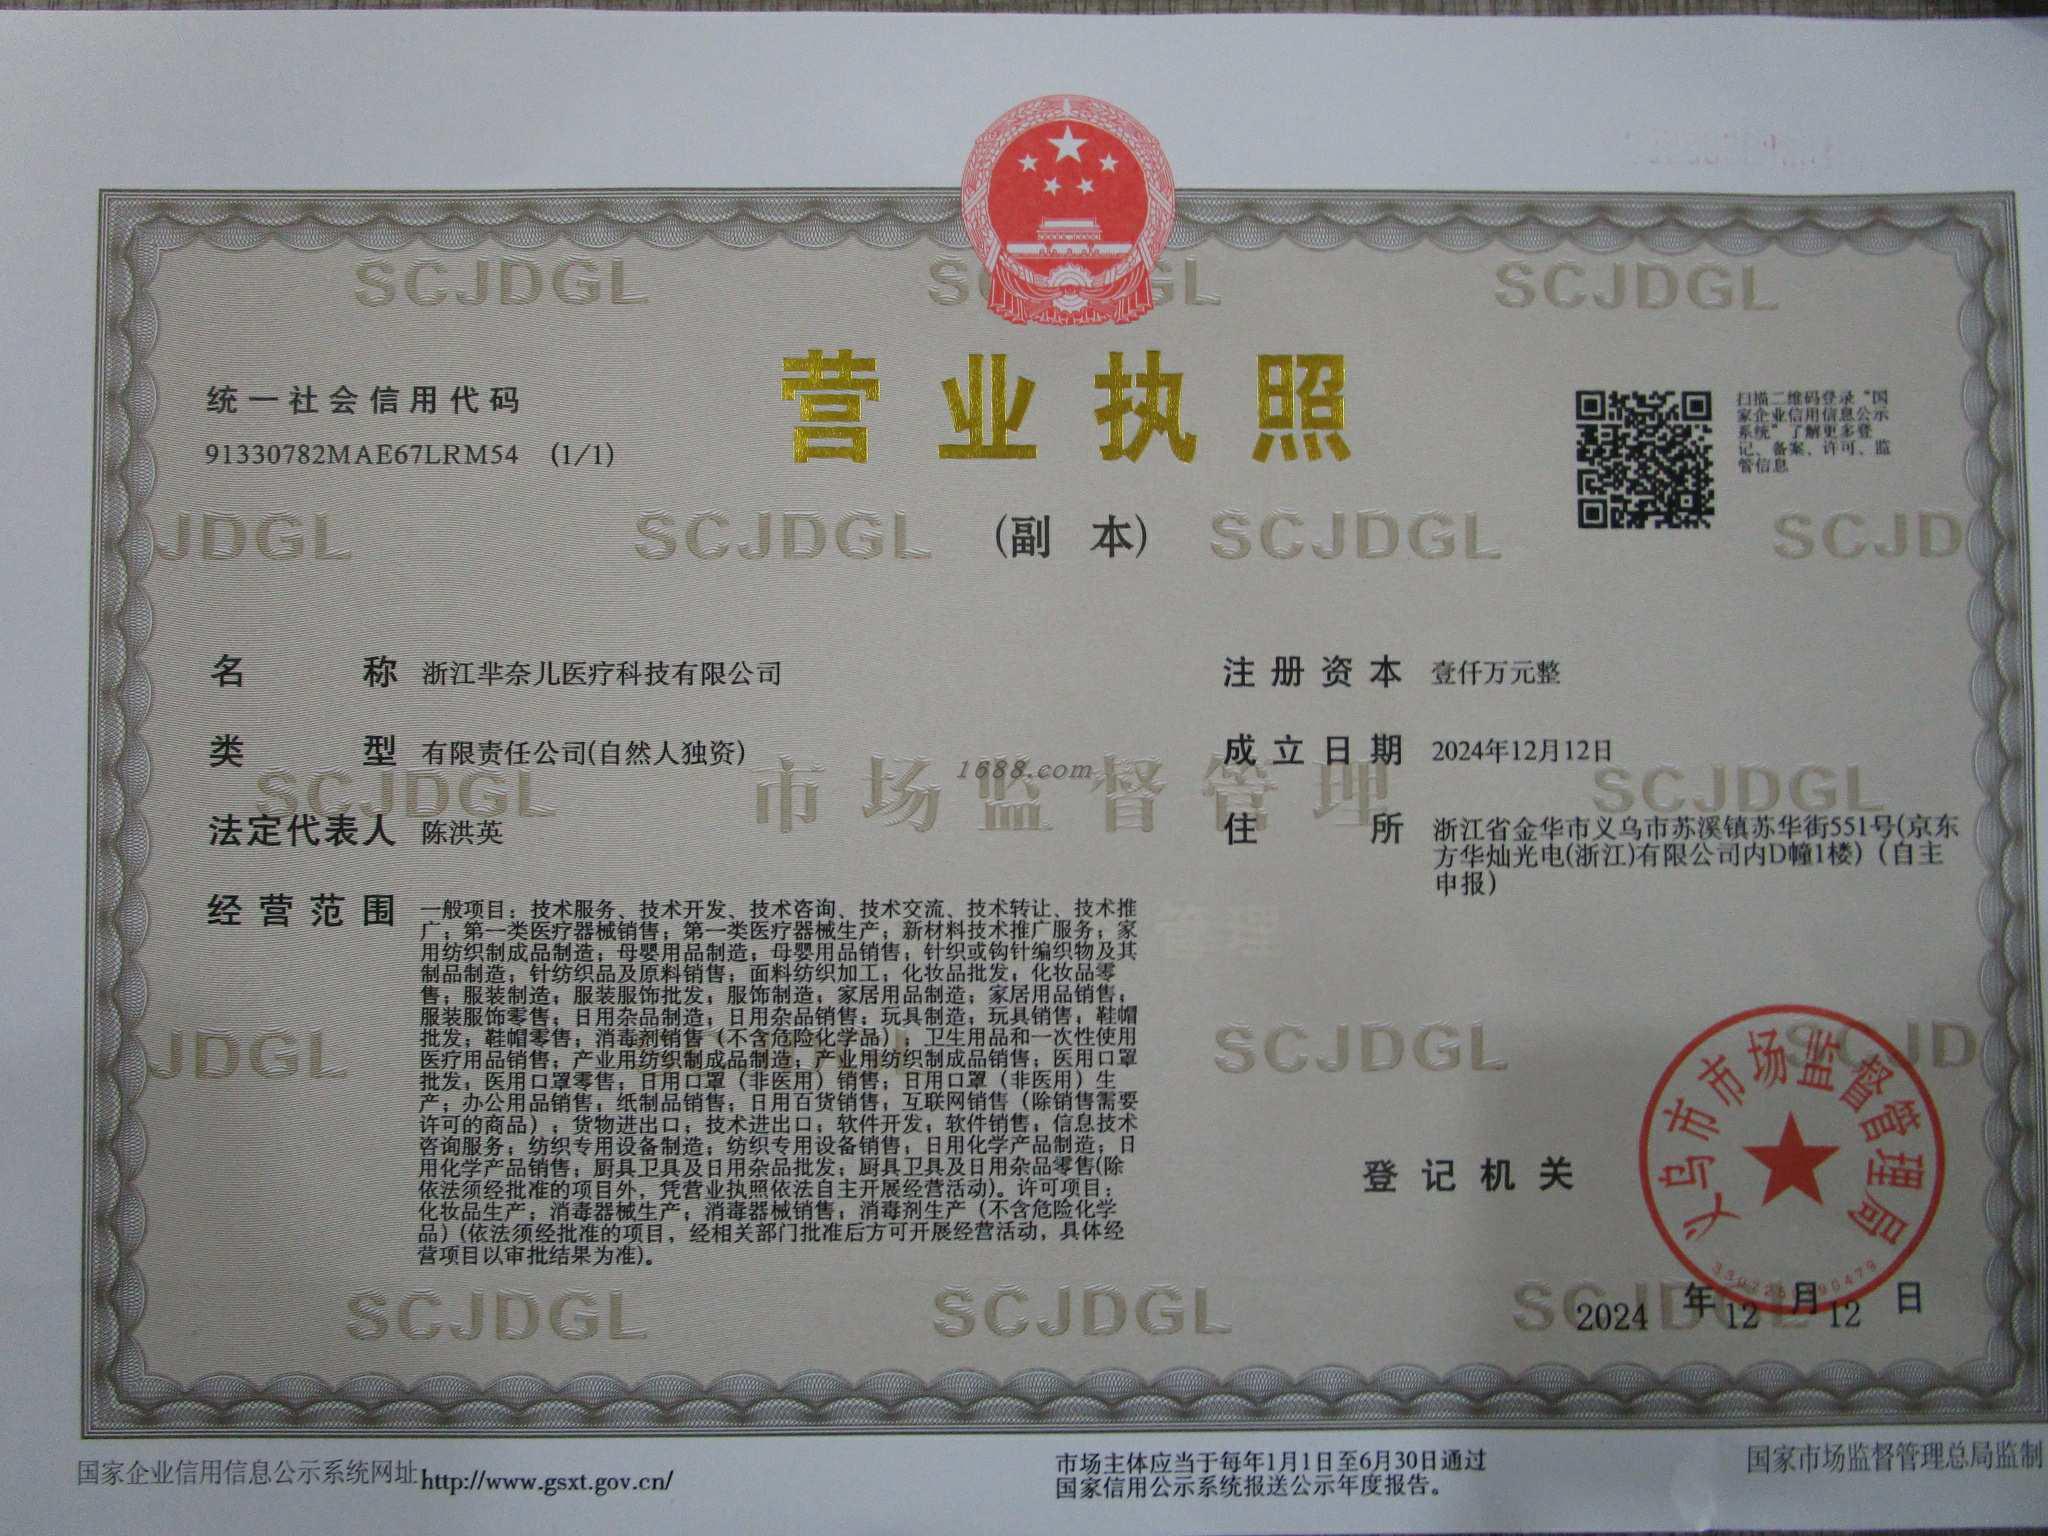 SCJDGL
SCJDGL
统一社会信用代码
91330782MAE67LRM54 (1/1)
营业执照
(副 本)
扫描二维码登录“国
家企业信用信息公示
系统”了解更多登
记、备案、许可、监
管信息
JDGL
SCJDGL
SCJDGL
SCJD
名 称 浙江芈奈儿医疗科技有限公司
注册资本 壹仟万元整
类 型 有限责任公司(自然人独资)
成立日期 2024年12月12日
SCJDGL
市场监督管理
1688.com
SCJDGL
法定代表人 陈洪英
住 所 浙江省金华市义乌市苏溪镇苏华街551号(京东
方华灿光电(浙江)有限公司内D幢1楼)(自主
申报)
经营范围 一般项目：技术服务、技术开发、技术咨询、技术交流、技术转让、技术推
广；第一类医疗器械销售；第一类医疗器械生产；新材料技术推广服务；家
用纺织制成品制造；母婴用品制造；母婴用品销售；针织或钩针编织物及其
制品制造；针纺织品及原料销售；面料纺织加工；化妆品批发；化妆品零
售；服装制造；服装服饰批发；服饰制造；家居用品制造；家居用品销售；
服装服饰零售；日用杂品制造；日用杂品销售；玩具制造；玩具销售；鞋帽
批发；鞋帽零售；消毒剂销售（不含危险化学品）；卫生用品和一次性使用
医疗用品销售；产业用纺织制成品制造；产业用纺织制成品销售；医用口罩
批发；医用口罩零售；日用口罩（非医用）销售；日用口罩（非医用）生
产；办公用品销售；纸制品销售；日用百货销售；互联网销售（除销售需要
许可的商品）；货物进出口；技术进出口；软件开发；软件销售；信息技术
咨询服务；纺织专用设备制造；纺织专用设备销售；日用化学产品制造；日
用化学产品销售；厨具卫具及日用杂品批发；厨具卫具及日用杂品零售(除
依法须经批准的项目外，凭营业执照依法自主开展经营活动)。许可项目：
化妆品生产；消毒器械生产；消毒器械销售；消毒剂生产（不含危险化学
品）(依法须经批准的项目，经相关部门批准后方可开展经营活动，具体经
营项目以审批结果为准)。
JDGL
SCJDGL
SCJD
登记机关
义乌市市场监督管理局
2024 年 12 月 12 日
SCJDGL
SCJDGL
SCJDGL
国家企业信用信息公示系统网址 http://www.gsxt.gov.cn/
市场主体应当于每年1月1日至6月30日通过
国家信用公示系统报送公示年度报告。
国家市场监督管理总局监制